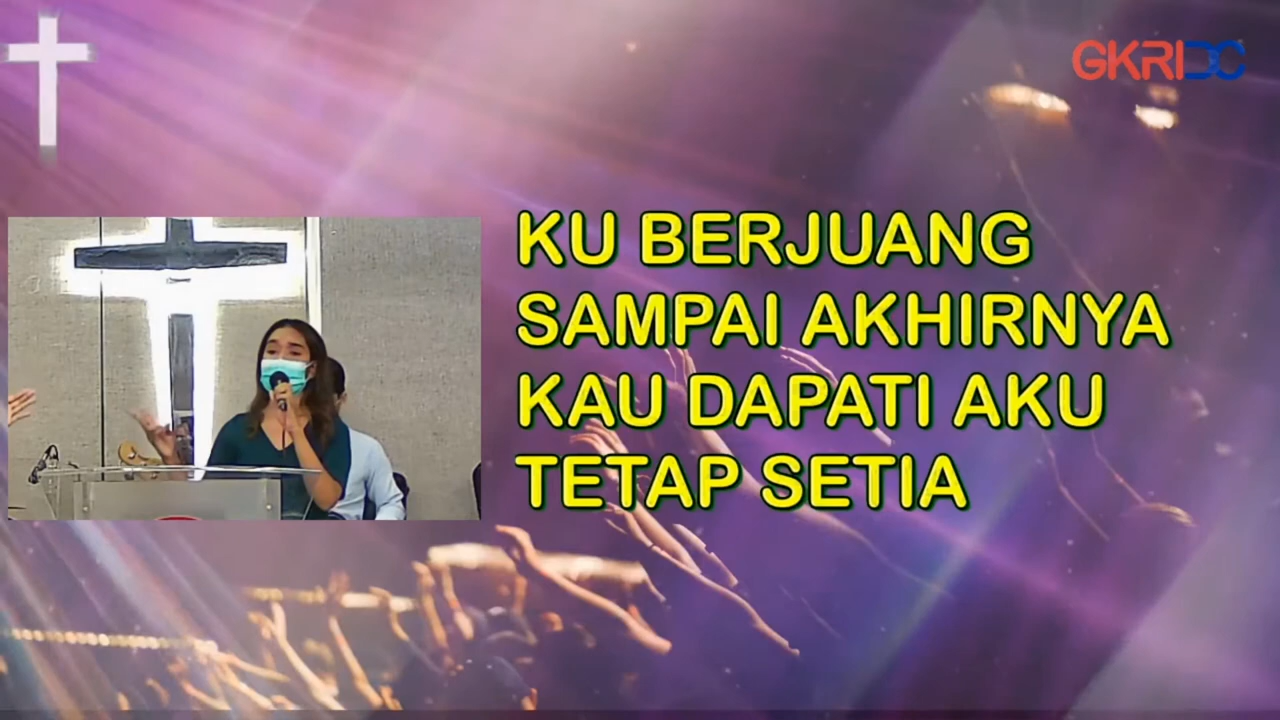 GKRIDC
KU BERJUANG
SAMPAI AKHIRNYA
KAU DAPATI AKU
TETAP SETIA